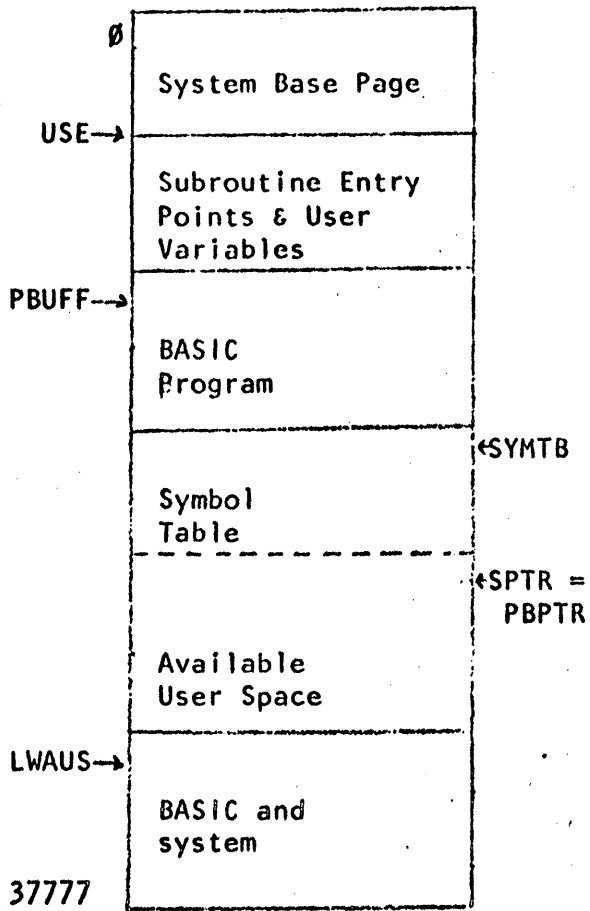 Ø
System Base Page
USE→
Subroutine Entry
Points & User
Variables
PBUFF→
BASIC
Program
←SYMTB
Symbol
Table
←SPTR =
PBPTR
Available
User Space
LWAUS→
BASIC and
system
37777